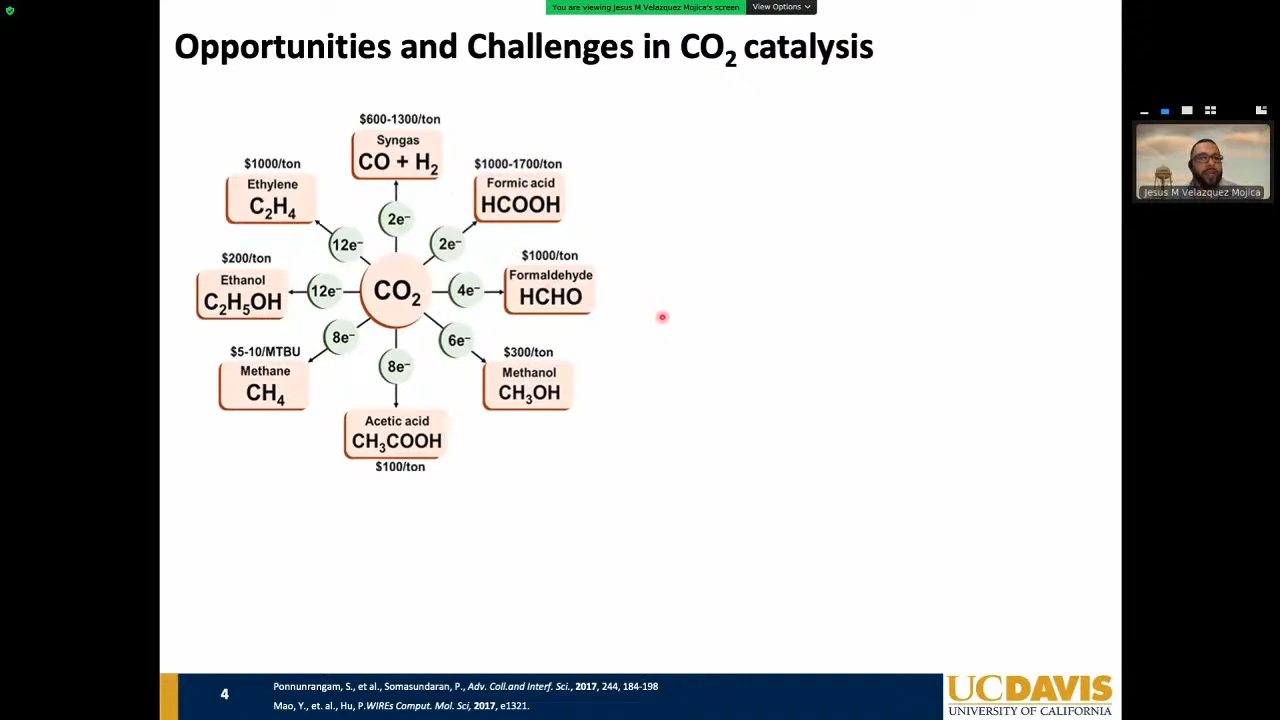 You are viewing Jesus M Velazquez Mojica's screen
View Options
Opportunities and Challenges in CO2 catalysis
$600-1300/ton
Syngas
CO + H2
$1000/ton
Ethylene
C2H4
$1000-1700/ton
Formic acid
HCOOH
2e⁻
12e⁻
2e⁻
$200/ton
Ethanol
C2H5OH
12e⁻
CO2
4e⁻
$1000/ton
Formaldehyde
HCHO
8e⁻
8e⁻
6e⁻
$5-10/MTBU
Methane
CH4
$300/ton
Methanol
CH3OH
Acetic acid
CH3COOH
$100/ton
Jesus M Velazquez Mojica
4
Ponnunrangam, S., et al., Somasundaran, P., Adv. Coll.and Interf. Sci., 2017, 244, 184-198
Mao, Y., et. al., Hu, P.WIREs Comput. Mol. Sci, 2017, e1321.
UCDAVIS
UNIVERSITY OF CALIFORNIA